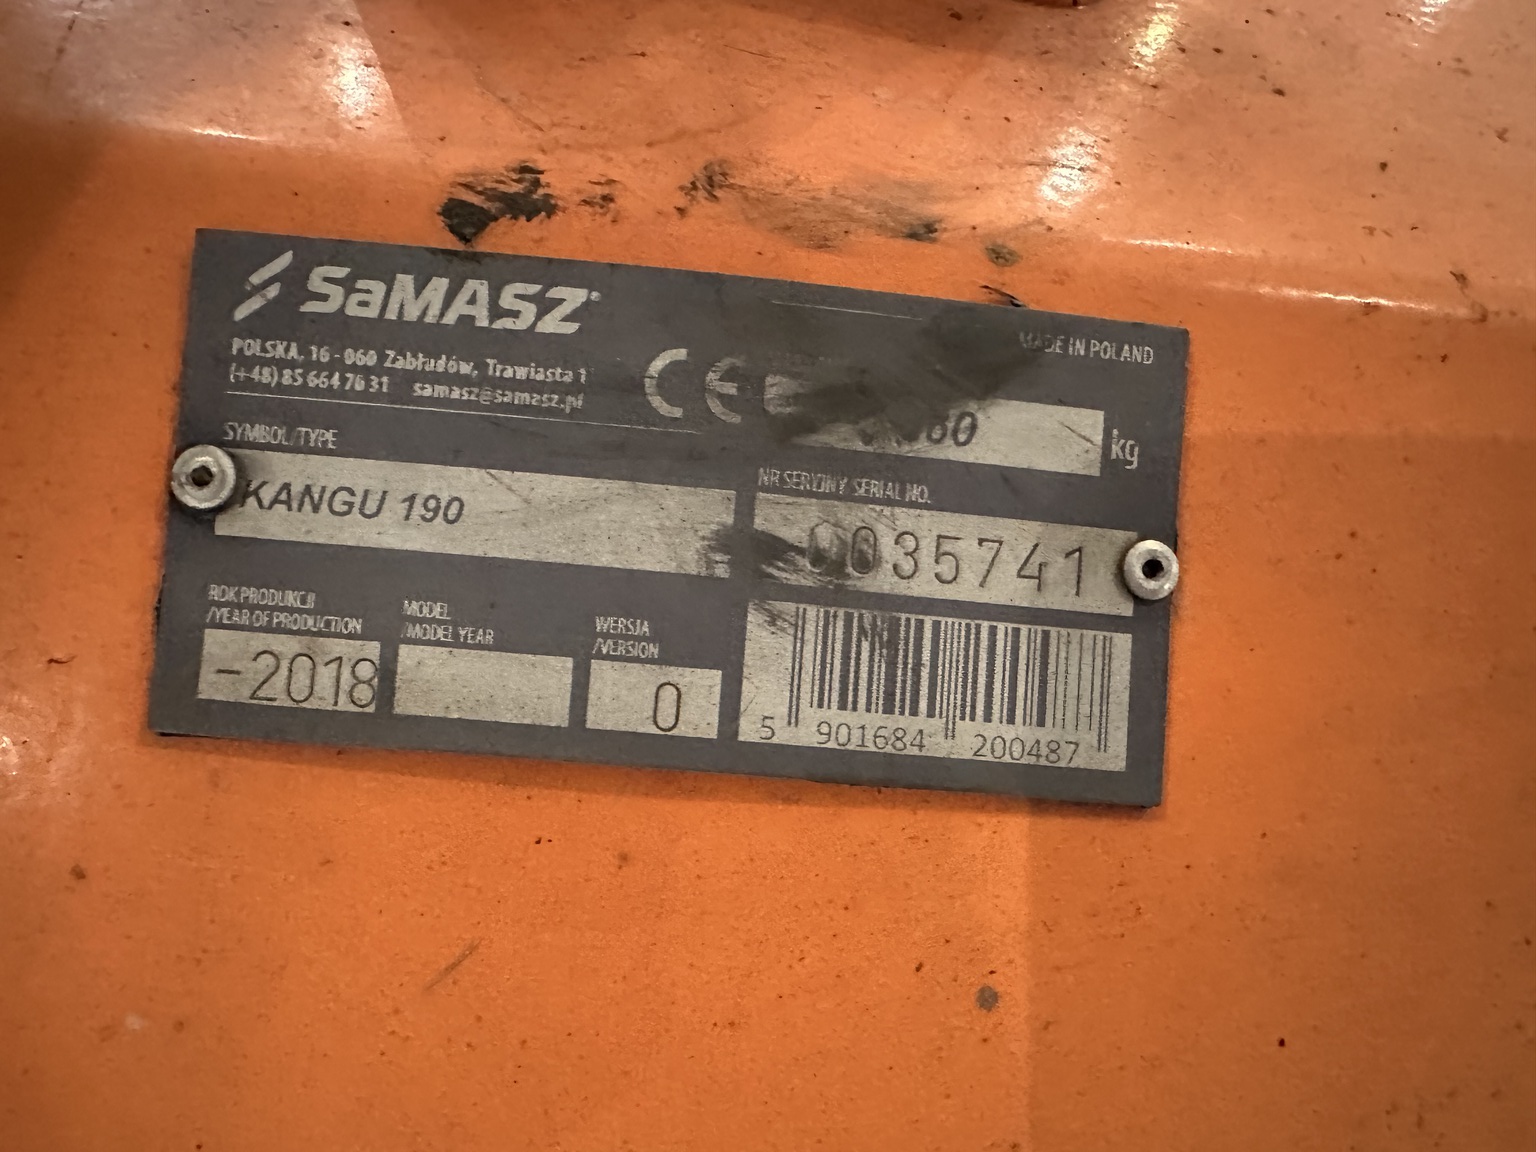 SaMASZ
POLSKA, 16-060 Zabłudów, Trawiasta 1
(+48) 85 664 70 31 samasz@samasz.pl
CE
MADE IN POLAND
kg
SYMBOL/TYPE
KANGU 190
NR SERYJNY SERIAL NO.
0035741
ROK PRODUKCJI
/YEAR OF PRODUCTION
-2018
MODEL
/MODEL YEAR
WERSJA
/VERSION
0
5 901684 200487